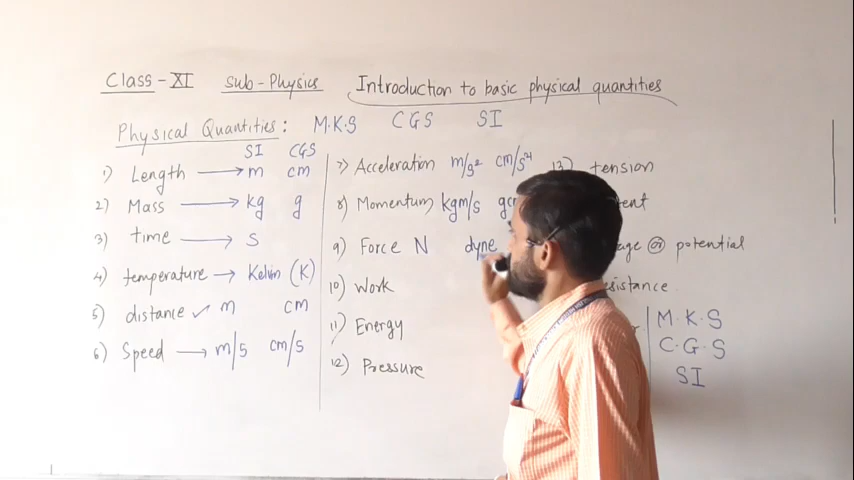 Class-XI Sub-Physics Introduction to basic physical quantities
Physical Quantities: M.K.S CGS SI
SI CGS
1) Length → m cm
2) Mass → kg g
3) time → S
4) temperature → Kelvin (K)
5) distance ✓ m cm
6) Speed → m/s cm/s
7) Acceleration m/s² cm/s²
8) Momentum kgm/s
9) Force N dyne
10) Work
11) Energy
12) Pressure
13) tension
or potential
M.K.S
C.G.S
SI